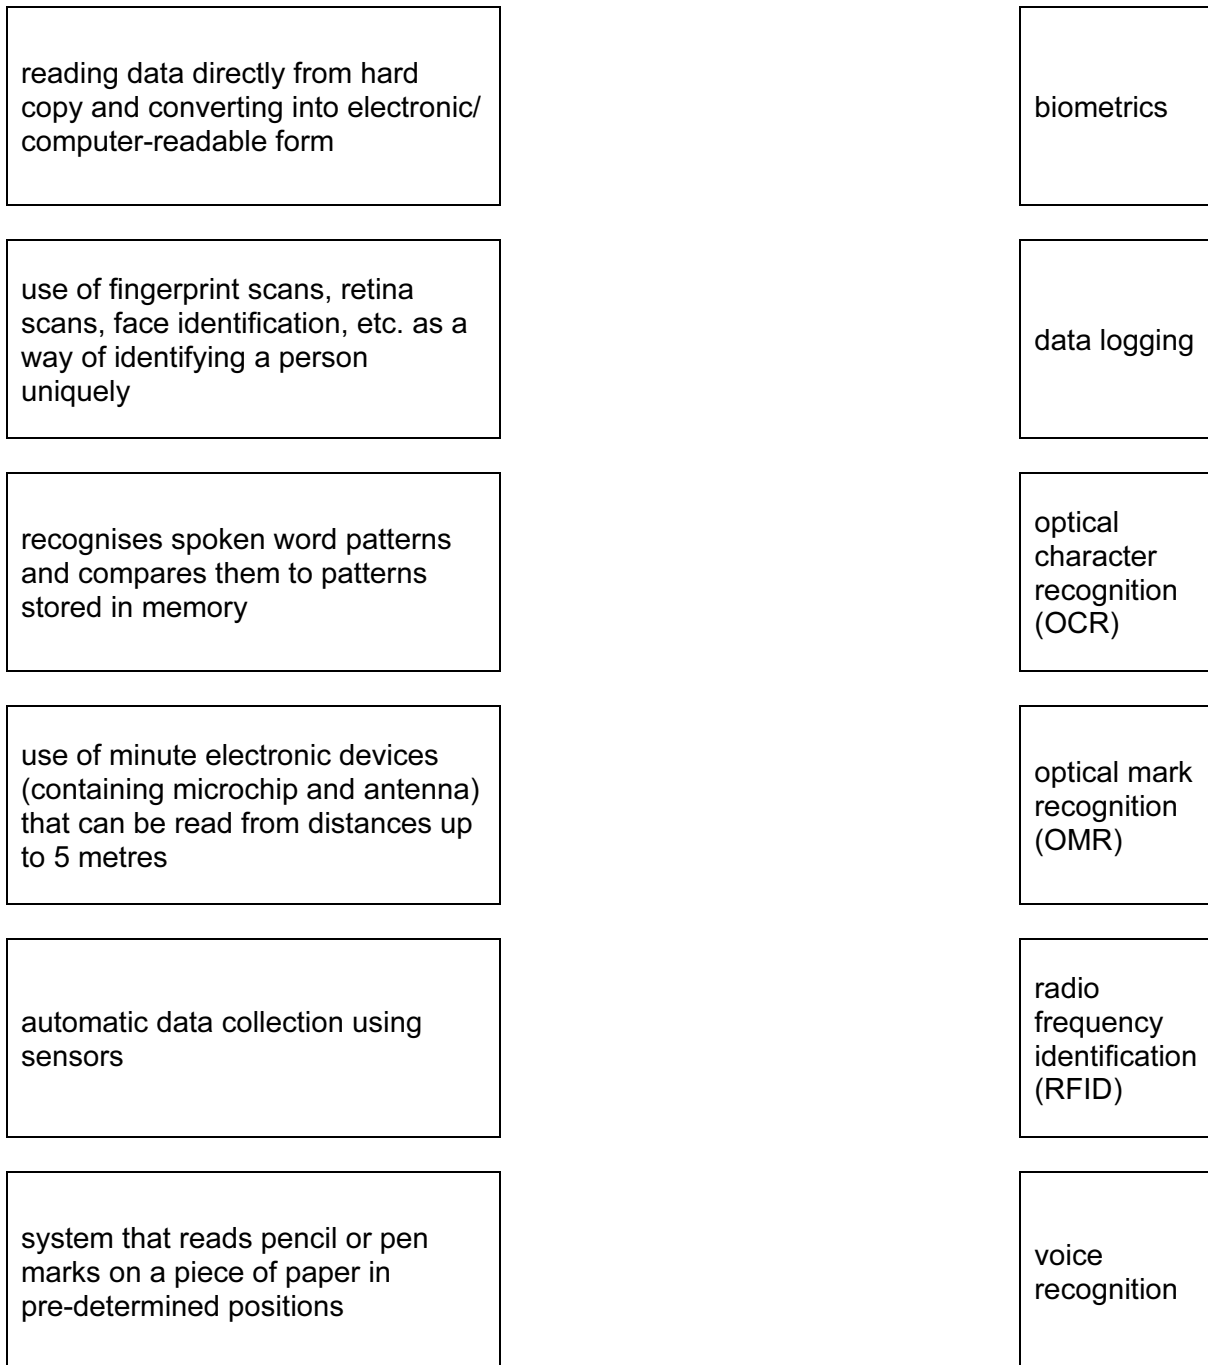 reading data directly from hard
copy and converting into electronic/
computer-readable form
biometrics
use of fingerprint scans, retina
scans, face identification, etc. as a
way of identifying a person
uniquely
data logging
recognises spoken word patterns
and compares them to patterns
stored in memory
optical
character
recognition
(OCR)
use of minute electronic devices
(containing microchip and antenna)
that can be read from distances up
to 5 metres
optical mark
recognition
(OMR)
automatic data collection using
sensors
radio
frequency
identification
(RFID)
system that reads pencil or pen
marks on a piece of paper in
pre-determined positions
voice
recognition